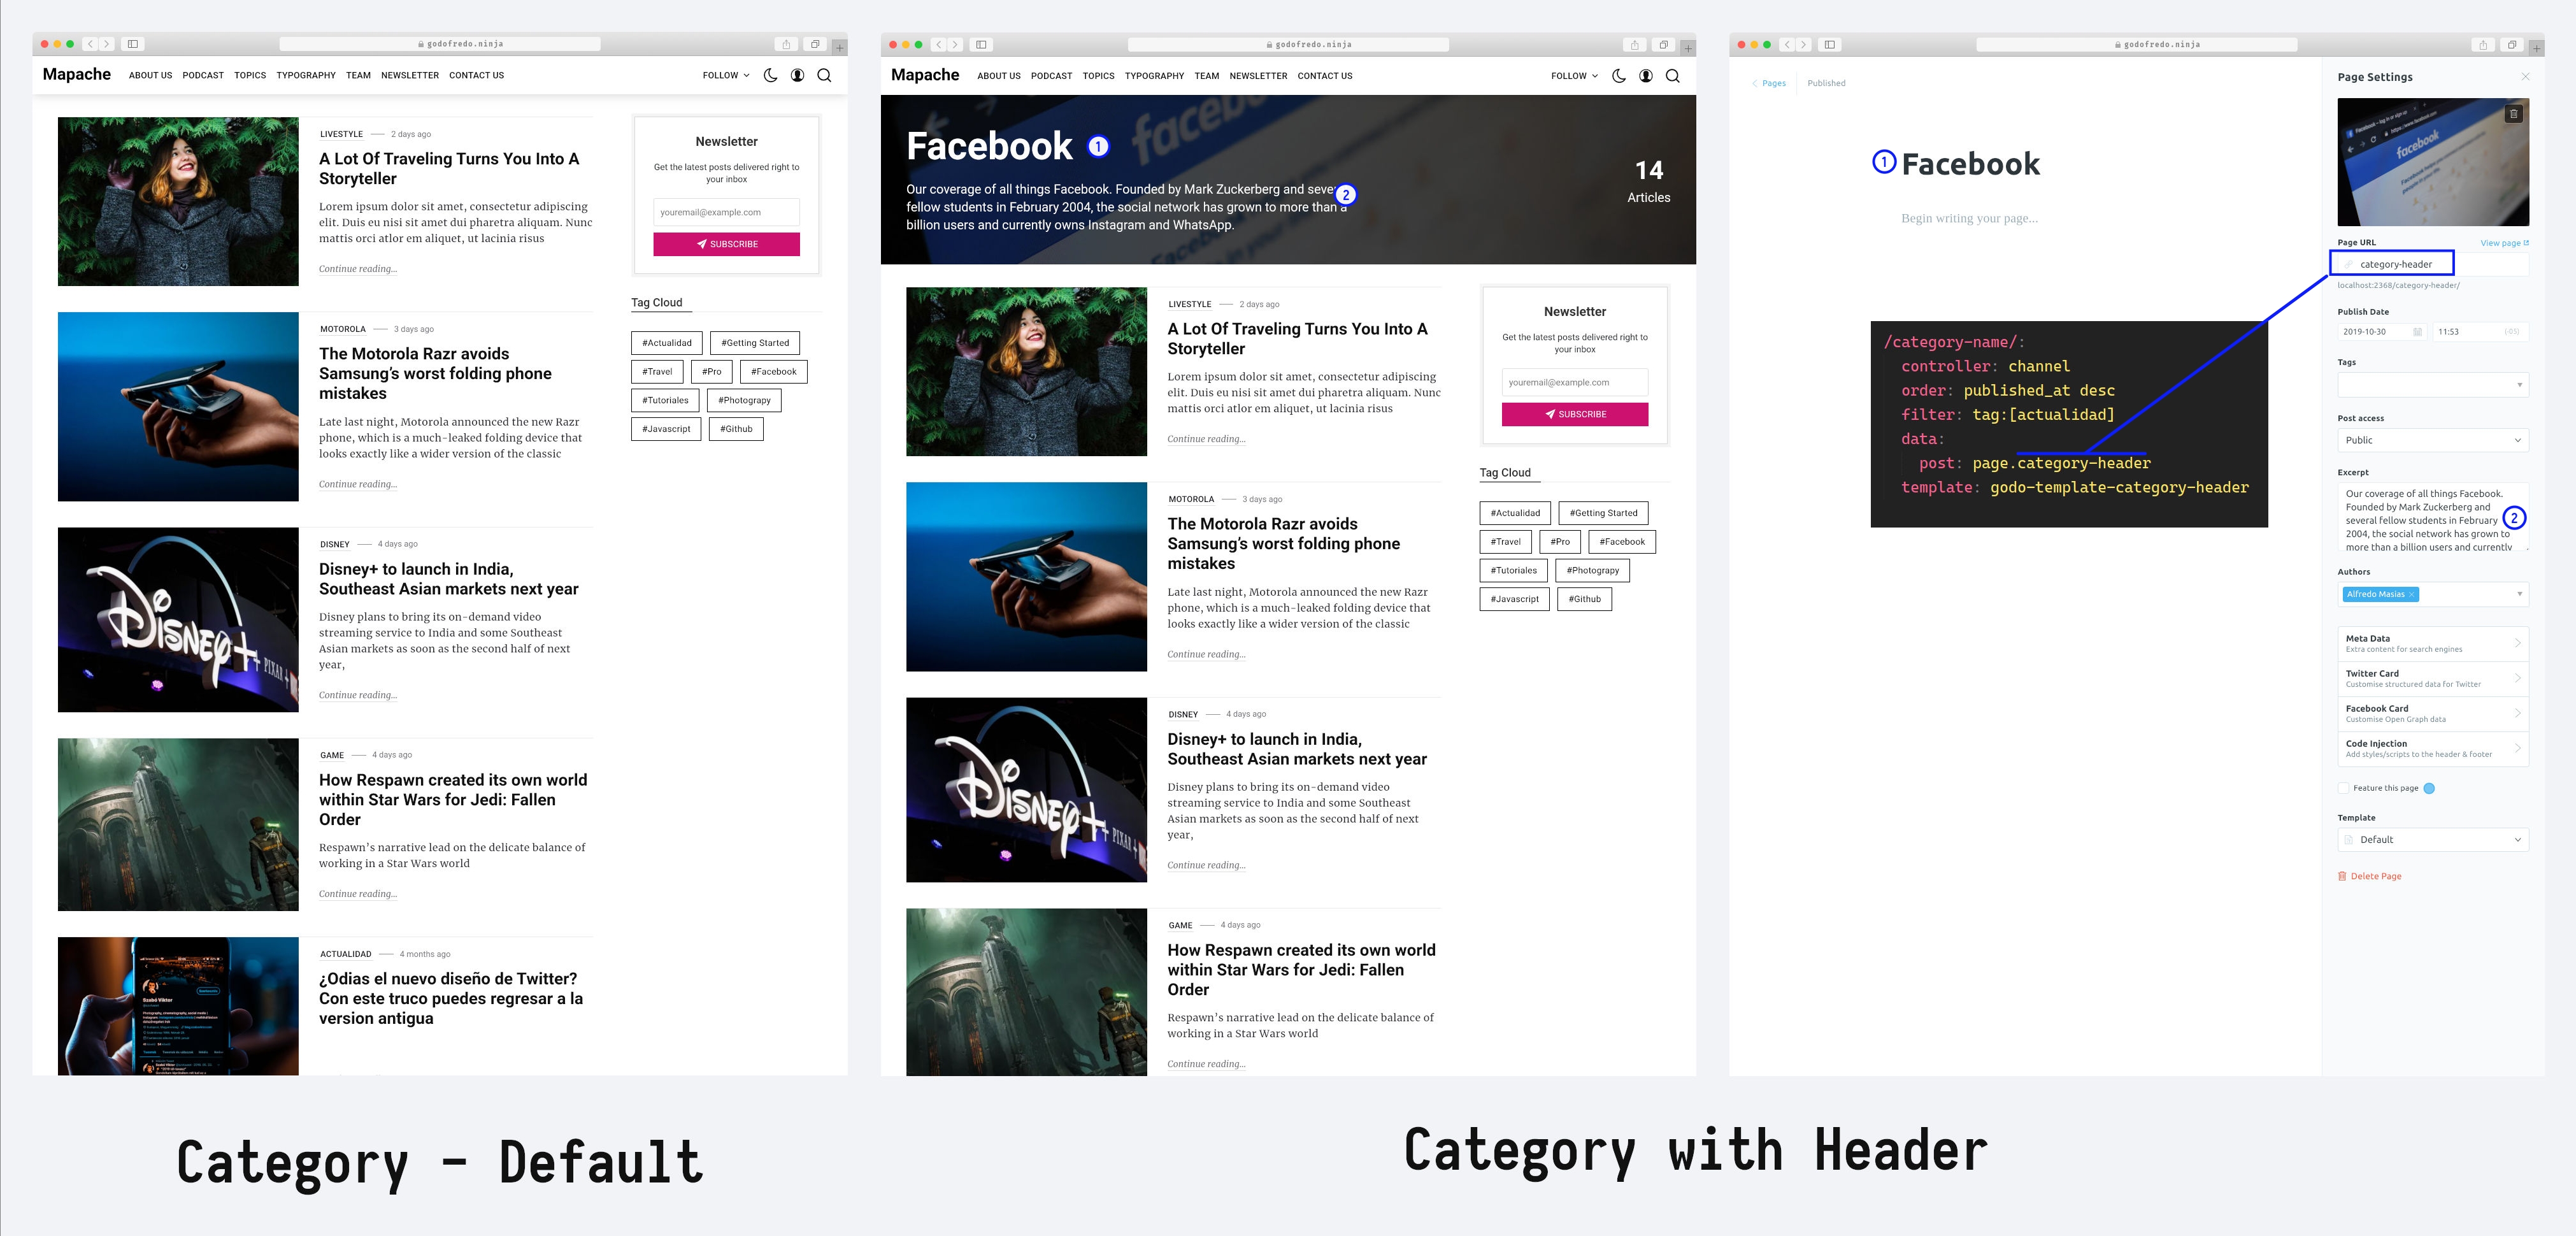 godofredo.ninja
Mapache ABOUT US PODCAST TOPICS TYPOGRAPHY TEAM NEWSLETTER CONTACT US FOLLOW
LIVESTYLE 2 days ago
A Lot Of Traveling Turns You Into A
Storyteller
Lorem ipsum dolor sit amet, consectetur adipiscing
elit. Duis eu nisi sit amet dui pharetra aliquam. Nunc
mattis orci atlor em aliquet, ut lacinia risus
Continue reading...
MOTOROLA 3 days ago
The Motorola Razr avoids
Samsung’s worst folding phone
mistakes
Late last night, Motorola announced the new Razr
phone, which is a much-leaked folding device that
looks exactly like a wider version of the classic
Continue reading...
DISNEY 4 days ago
Disney+ to launch in India,
Southeast Asian markets next year
Disney plans to bring its on-demand video
streaming service to India and some Southeast
Asian markets as soon as the second half of next
year,
Continue reading...
Disney+
PIXAR
GAME 4 days ago
How Respawn created its own world
within Star Wars for Jedi: Fallen
Order
Respawn’s narrative lead on the delicate balance of
working in a Star Wars world
Continue reading...
ACTUALIDAD 4 months ago
¿Odias el nuevo diseño de Twitter?
Con este truco puedes regresar a la
version antigua
Szabó Viktor
Newsletter
Get the latest posts delivered right to
your inbox
youremail@example.com
SUBSCRIBE
Tag Cloud
#Actualidad #Getting Started
#Travel #Pro #Facebook
#Tutoriales #Photograpy
#Javascript #Github
Category - Default
godofredo.ninja
Mapache ABOUT US PODCAST TOPICS TYPOGRAPHY TEAM NEWSLETTER CONTACT US FOLLOW
facebook
Facebook 1
Our coverage of all things Facebook. Founded by Mark Zuckerberg and seve 2
fellow students in February 2004, the social network has grown to more than a
billion users and currently owns Instagram and WhatsApp.
14
Articles
LIVESTYLE 2 days ago
A Lot Of Traveling Turns You Into A
Storyteller
Lorem ipsum dolor sit amet, consectetur adipiscing
elit. Duis eu nisi sit amet dui pharetra aliquam. Nunc
mattis orci atlor em aliquet, ut lacinia risus
Continue reading...
MOTOROLA 3 days ago
The Motorola Razr avoids
Samsung’s worst folding phone
mistakes
Late last night, Motorola announced the new Razr
phone, which is a much-leaked folding device that
looks exactly like a wider version of the classic
Continue reading...
DISNEY 4 days ago
Disney+ to launch in India,
Southeast Asian markets next year
Disney plans to bring its on-demand video
streaming service to India and some Southeast
Asian markets as soon as the second half of next
year,
Continue reading...
Disney+
PIXAR
GAME 4 days ago
How Respawn created its own world
within Star Wars for Jedi: Fallen
Order
Respawn’s narrative lead on the delicate balance of
working in a Star Wars world
Continue reading...
Newsletter
Get the latest posts delivered right to
your inbox
youremail@example.com
SUBSCRIBE
Tag Cloud
#Actualidad #Getting Started
#Travel #Pro #Facebook
#Tutoriales #Photograpy
#Javascript #Github
godofredo.ninja
Pages Published
1 Facebook
Begin writing your page...
/category-name/:
controller: channel
order: published_at desc
filter: tag:[actualidad]
data:
post: page.category-header
template: godo-template-category-header
Page Settings
facebook
Page URL View page
category-header
localhost:2368/category-header/
Publish Date
2019-10-30 11:53 (-05)
Tags
Post access
Public
Excerpt
Our coverage of all things Facebook.
Founded by Mark Zuckerberg and
several fellow students in February 2
2004, the social network has grown to
more than a billion users and currently
Authors
Alfredo Masias
Meta Data
Extra content for search engines
Twitter Card
Customise structured data for Twitter
Facebook Card
Customise Open Graph data
Code Injection
Add styles/scripts to the header & footer
Feature this page
Template
Default
Delete Page
Category with Header